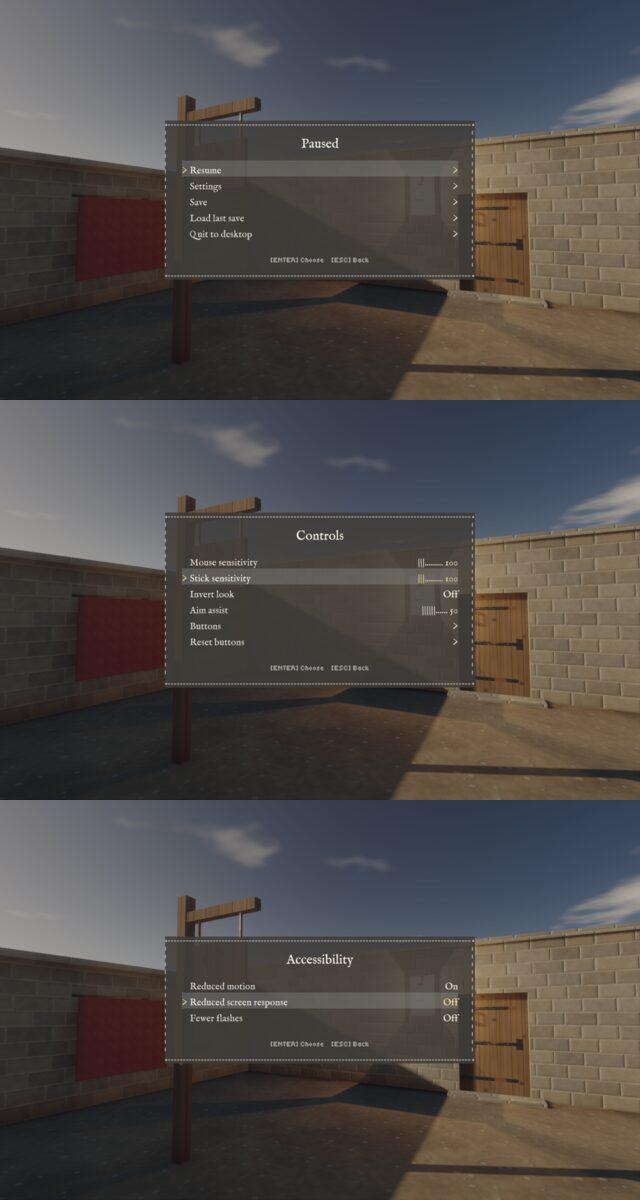 Paused
> Resume >
Settings >
Save >
Load last save >
Quit to desktop >
[ENTER] Choose [ESC] Back
Controls
Mouse sensitivity |||......... 100
> Stick sensitivity |||......... 100
Invert look Off
Aim assist ||||||...... 50
Buttons >
Reset buttons >
[ENTER] Choose [ESC] Back
Accessibility
Reduced motion On
> Reduced screen response Off
Fewer flashes Off
[ENTER] Choose [ESC] Back